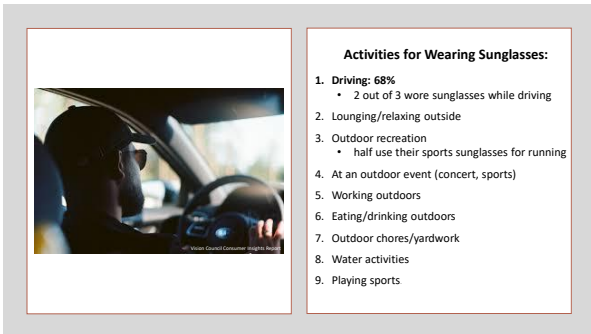 Vision Council Consumer Insights Report
Activities for Wearing Sunglasses:
1. Driving: 68%
• 2 out of 3 wore sunglasses while driving
2. Lounging/relaxing outside
3. Outdoor recreation
• half use their sports sunglasses for running
4. At an outdoor event (concert, sports)
5. Working outdoors
6. Eating/drinking outdoors
7. Outdoor chores/yardwork
8. Water activities
9. Playing sports